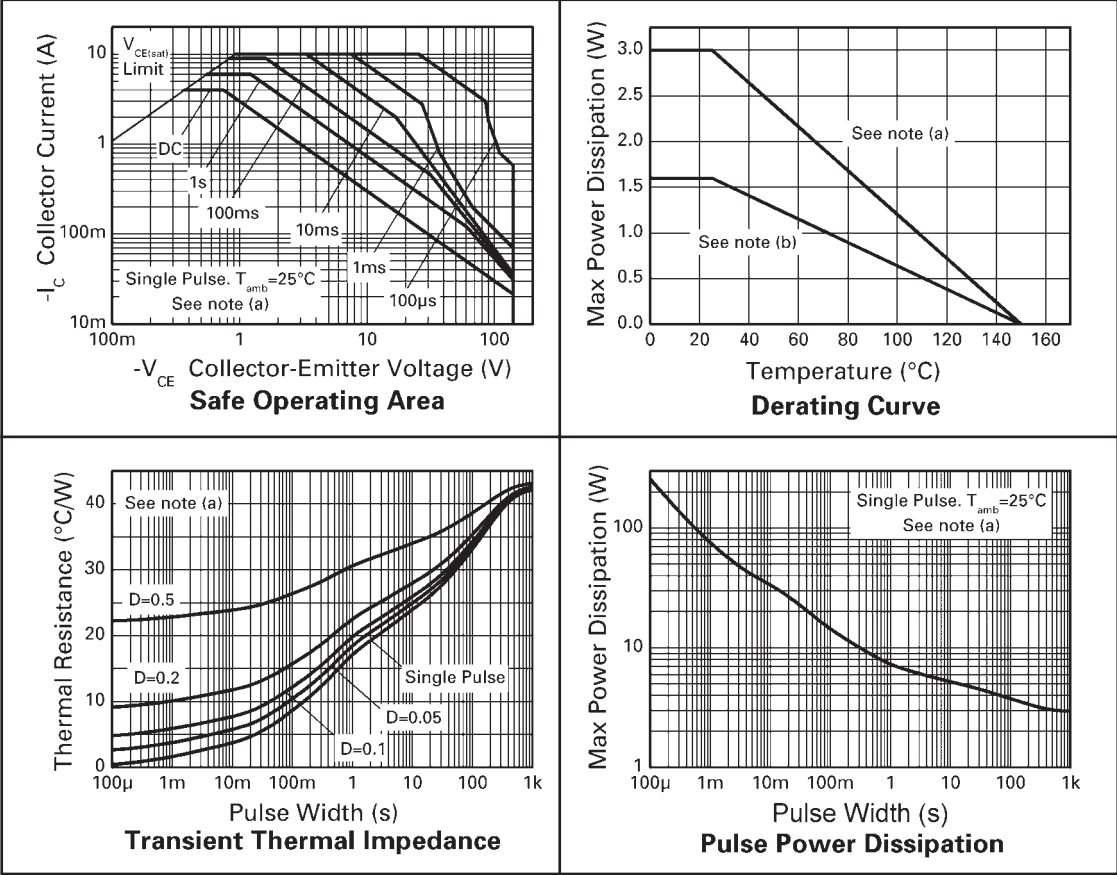 -I_C Collector Current (A)
10
1
100m
10m
V_CE(sat)
Limit
DC
1s
100ms
10ms
1ms
100µs
Single Pulse. T_amb=25°C
See note (a)
100m 1 10 100
-V_CE Collector-Emitter Voltage (V)
Safe Operating Area
Max Power Dissipation (W)
3.0
2.5
2.0
1.5
1.0
0.5
0.0
See note (a)
See note (b)
0 20 40 60 80 100 120 140 160
Temperature (°C)
Derating Curve
Thermal Resistance (°C/W)
40
30
20
10
0
See note (a)
D=0.5
D=0.2
Single Pulse
D=0.05
D=0.1
100µ 1m 10m 100m 1 10 100 1k
Pulse Width (s)
Transient Thermal Impedance
Max Power Dissipation (W)
100
10
1
Single Pulse. T_amb=25°C
See note (a)
100µ 1m 10m 100m 1 10 100 1k
Pulse Width (s)
Pulse Power Dissipation